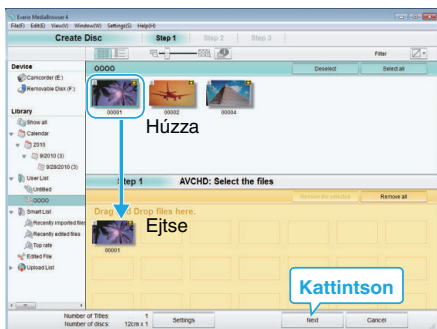 Everio MediaBrowser 4
File(F) Edit(E) View(V) Window(W) Settings(S) Help(H)
Create Disc
Step 1
Step 2
Step 3
Filter
Device
Camcorder (E:)
Removable Disk (F:)
OOOO
Deselect
Select all
00001
00002
00004
Húzza
Library
Show all
Calendar
2010
9/2010 (3)
9/28/2010 (3)
User List
Untitled
OOOO
Smart List
Recently imported files
Recently edited files
Top rate
Edited File
Upload List
Step 1
AVCHD: Select the files
Remove the selected
Remove all
Drag and Drop files here.
Ejtse
00001
Kattintson
Number of Titles: 1
Number of discs: 12cm x 1
Settings
Next
Cancel